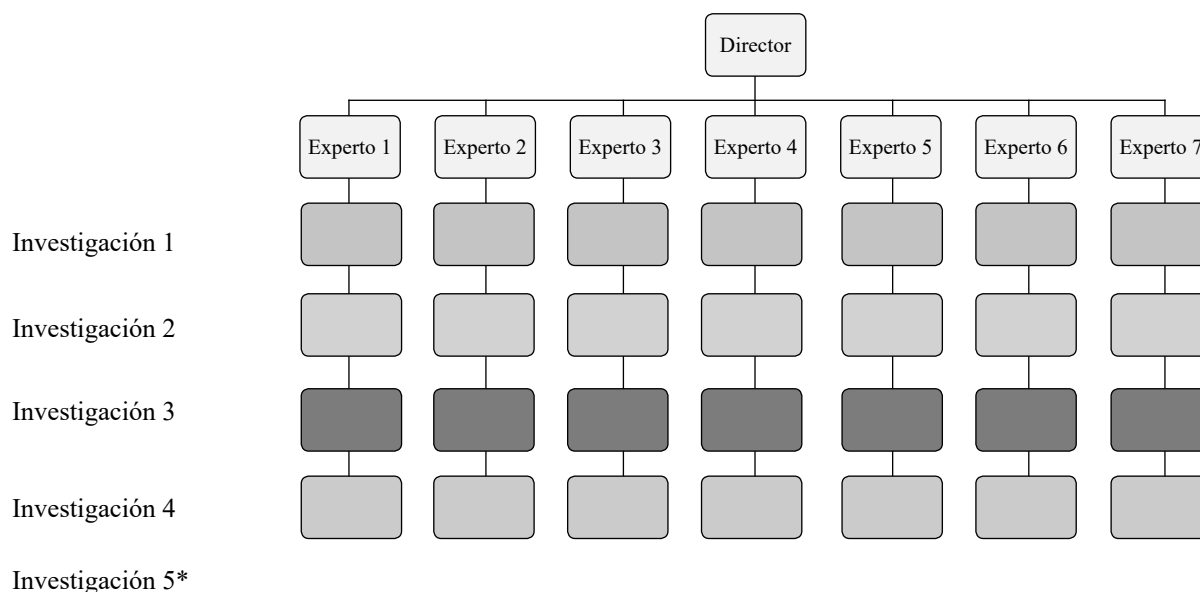 Director
Experto 1
Experto 2
Experto 3
Experto 4
Experto 5
Experto 6
Experto 7
Investigación 1
Investigación 2
Investigación 3
Investigación 4
Investigación 5*